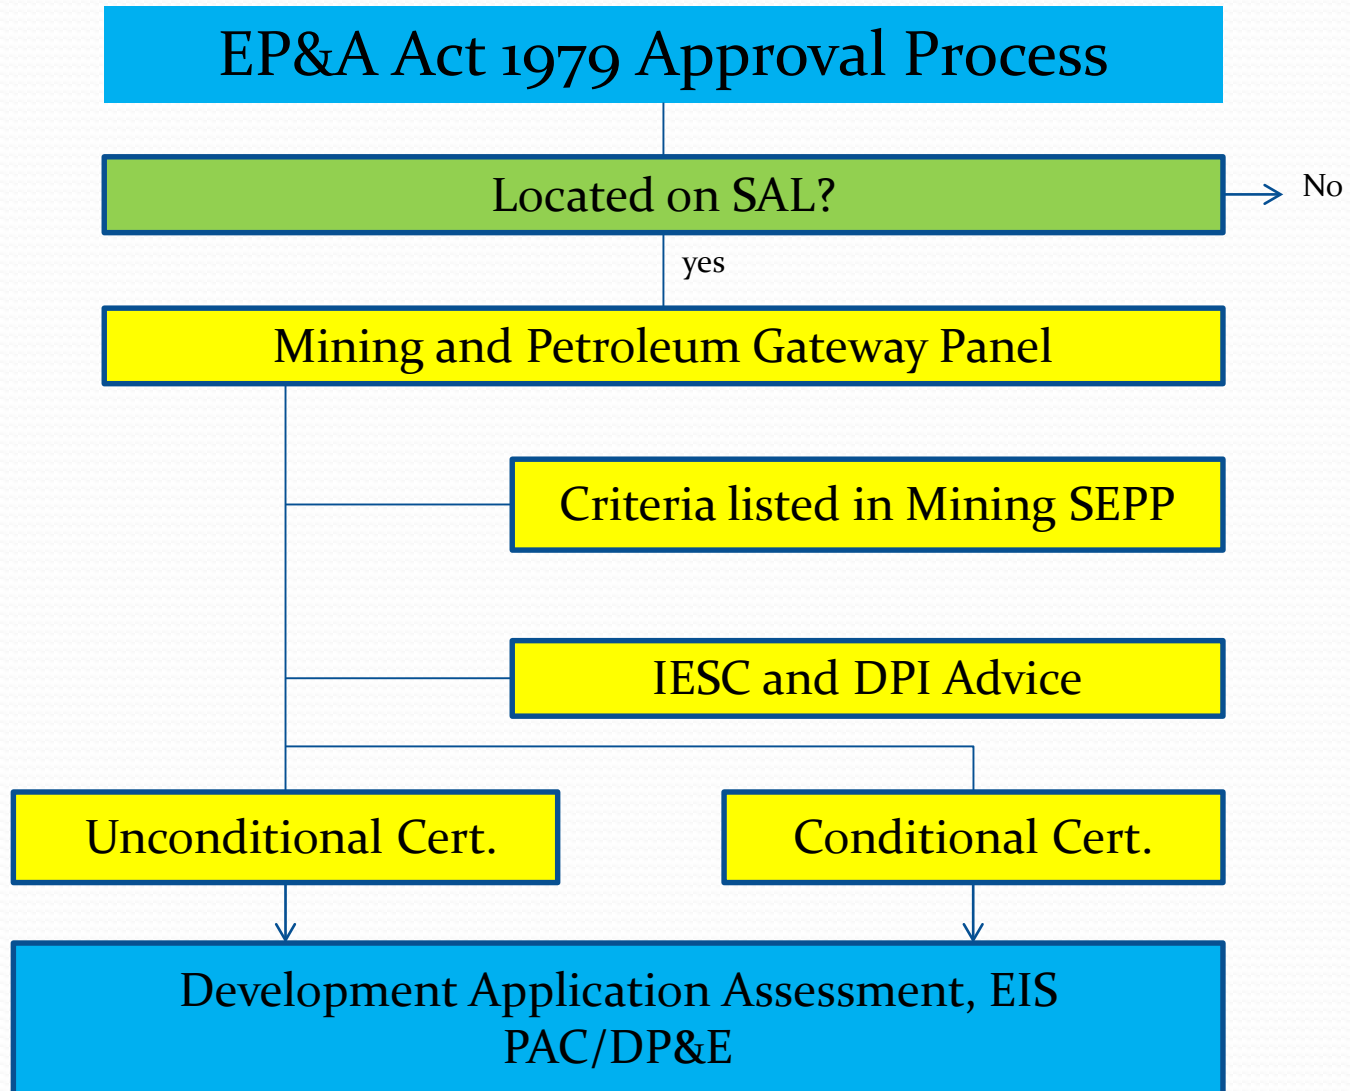 EP&A Act 1979 Approval Process
Located on SAL?
No
yes
Mining and Petroleum Gateway Panel
Criteria listed in Mining SEPP
IESC and DPI Advice
Unconditional Cert.
Conditional Cert.
Development Application Assessment, EIS
PAC/DP&E